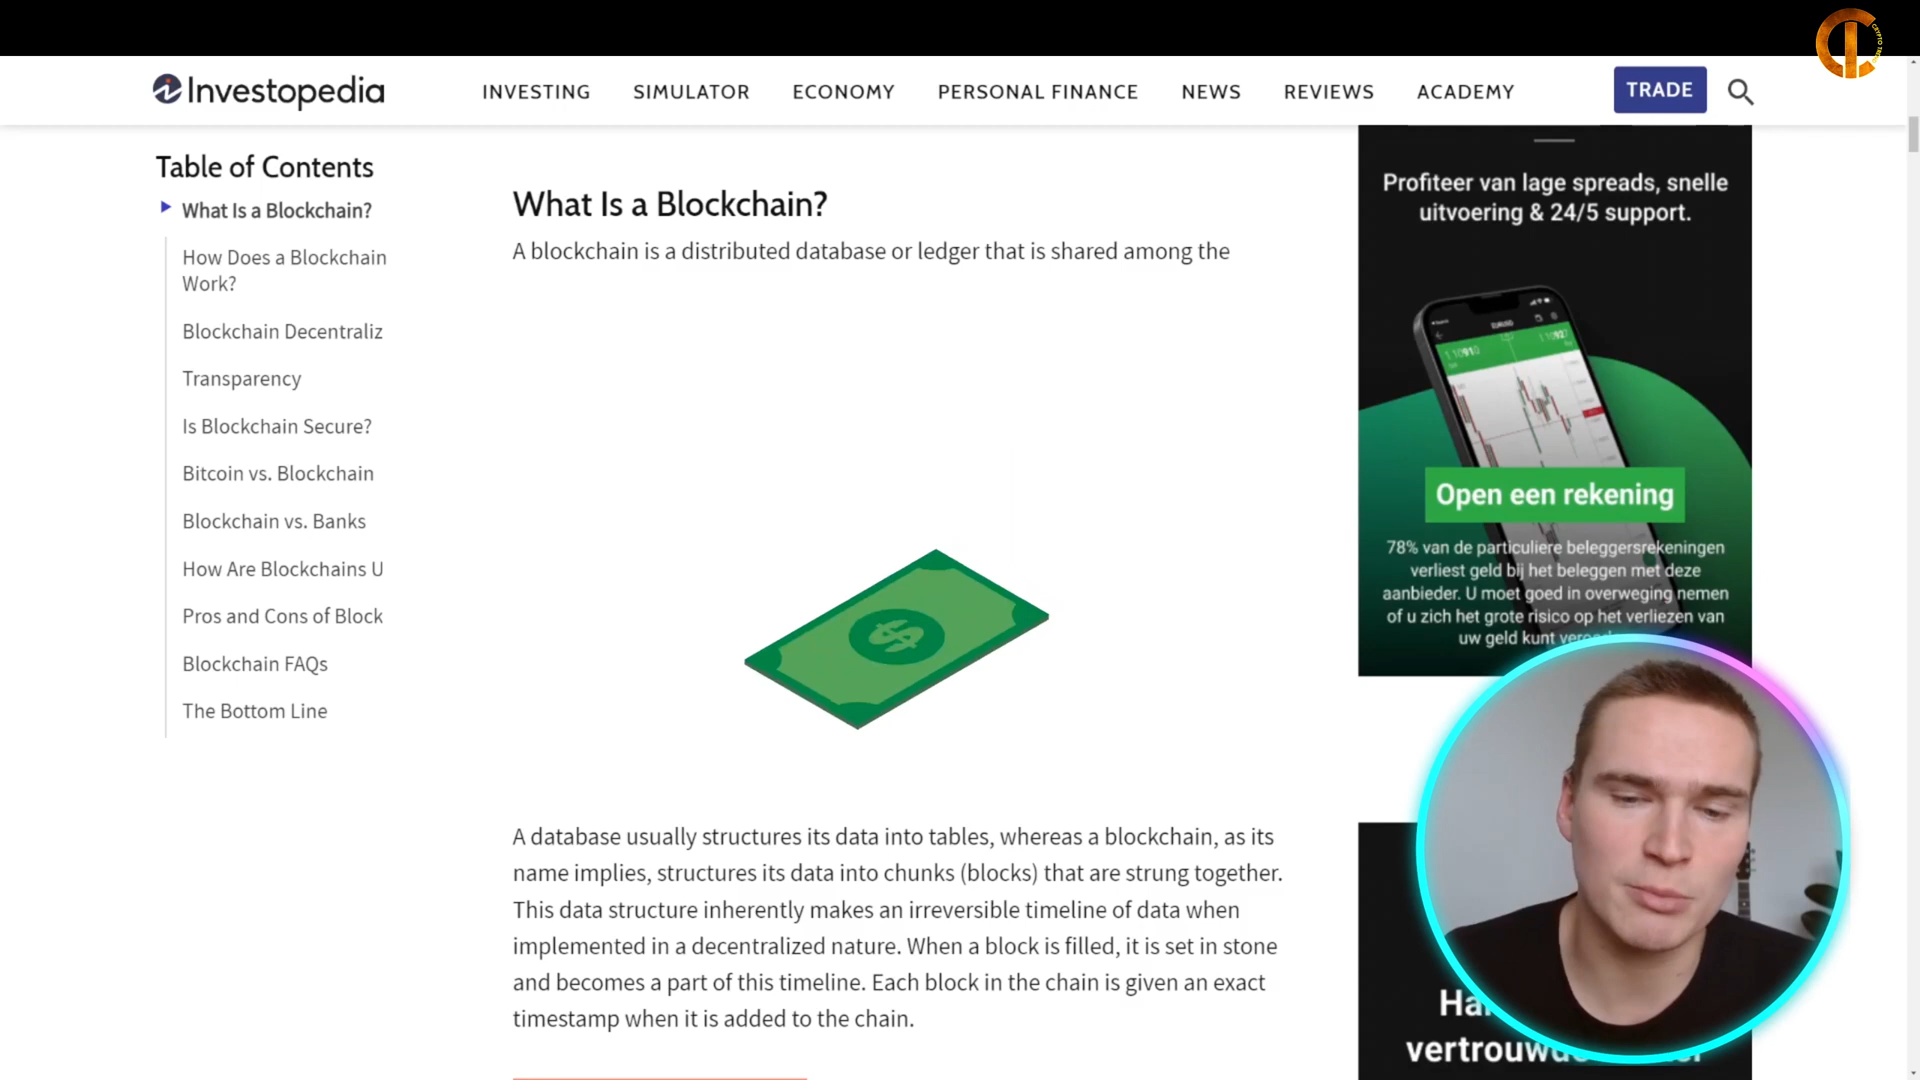 Investopedia
INVESTING
SIMULATOR
ECONOMY
PERSONAL FINANCE
NEWS
REVIEWS
ACADEMY
TRADE
Table of Contents
What Is a Blockchain?
How Does a Blockchain
Work?
Blockchain Decentraliz
Transparency
Is Blockchain Secure?
Bitcoin vs. Blockchain
Blockchain vs. Banks
How Are Blockchains U
Pros and Cons of Block
Blockchain FAQs
The Bottom Line
What Is a Blockchain?
A blockchain is a distributed database or ledger that is shared among the
$
A database usually structures its data into tables, whereas a blockchain, as its
name implies, structures its data into chunks (blocks) that are strung together.
This data structure inherently makes an irreversible timeline of data when
implemented in a decentralized nature. When a block is filled, it is set in stone
and becomes a part of this timeline. Each block in the chain is given an exact
timestamp when it is added to the chain.
Profiteer van lage spreads, snelle
uitvoering & 24/5 support.
EURUSD
Open een rekening
78% van de particuliere beleggersrekeningen
verliest geld bij het beleggen met deze
aanbieder. U moet goed in overweging nemen
of u zich het grote risico op het verliezen van
uw geld kunt